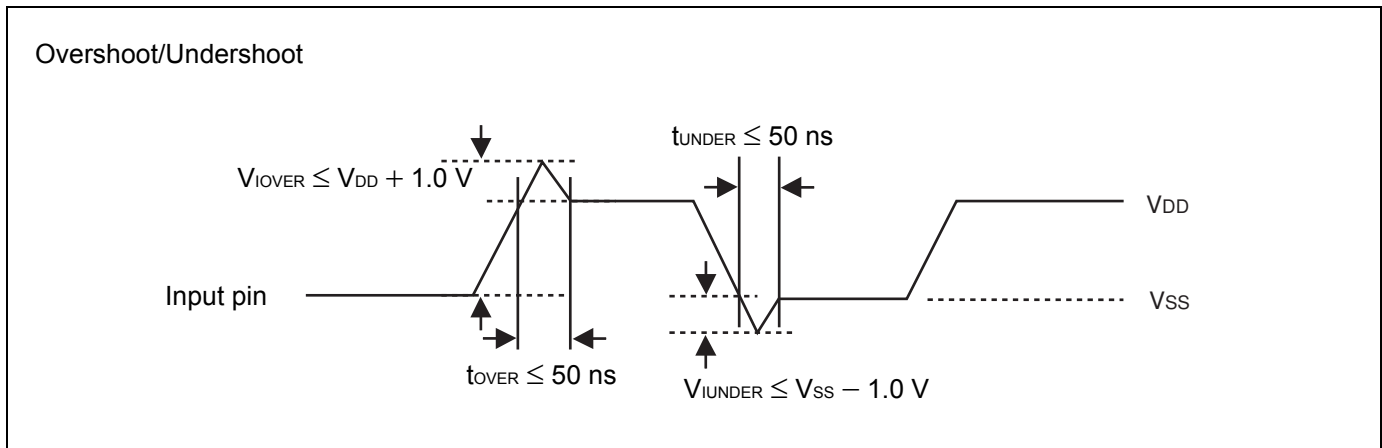 Overshoot/Undershoot
tUNDER ≤ 50 ns
VIOVER ≤ VDD + 1.0 V
VDD
Input pin
VSS
tOVER ≤ 50 ns
VIUNDER ≤ VSS − 1.0 V